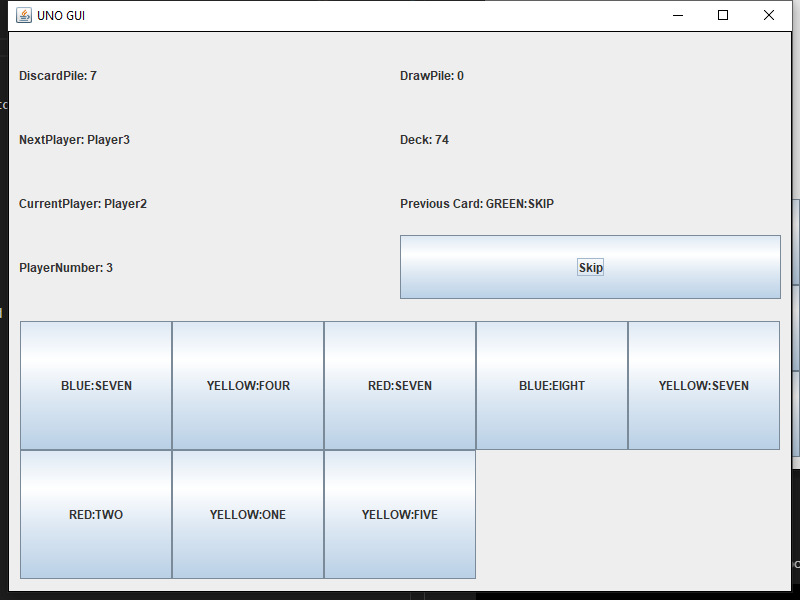 UNO GUI
DiscardPile: 7
DrawPile: 0
NextPlayer: Player3
Deck: 74
CurrentPlayer: Player2
Previous Card: GREEN:SKIP
PlayerNumber: 3
Skip
BLUE:SEVEN
YELLOW:FOUR
RED:SEVEN
BLUE:EIGHT
YELLOW:SEVEN
RED:TWO
YELLOW:ONE
YELLOW:FIVE